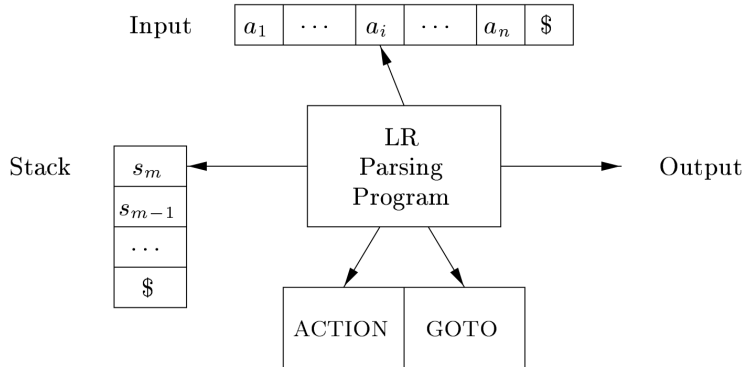 Input a₁ ⋯ aᵢ ⋯ aₙ $
LR
Parsing
Program
Stack
sₘ
sₘ₋₁
⋯
$
Output
ACTION GOTO